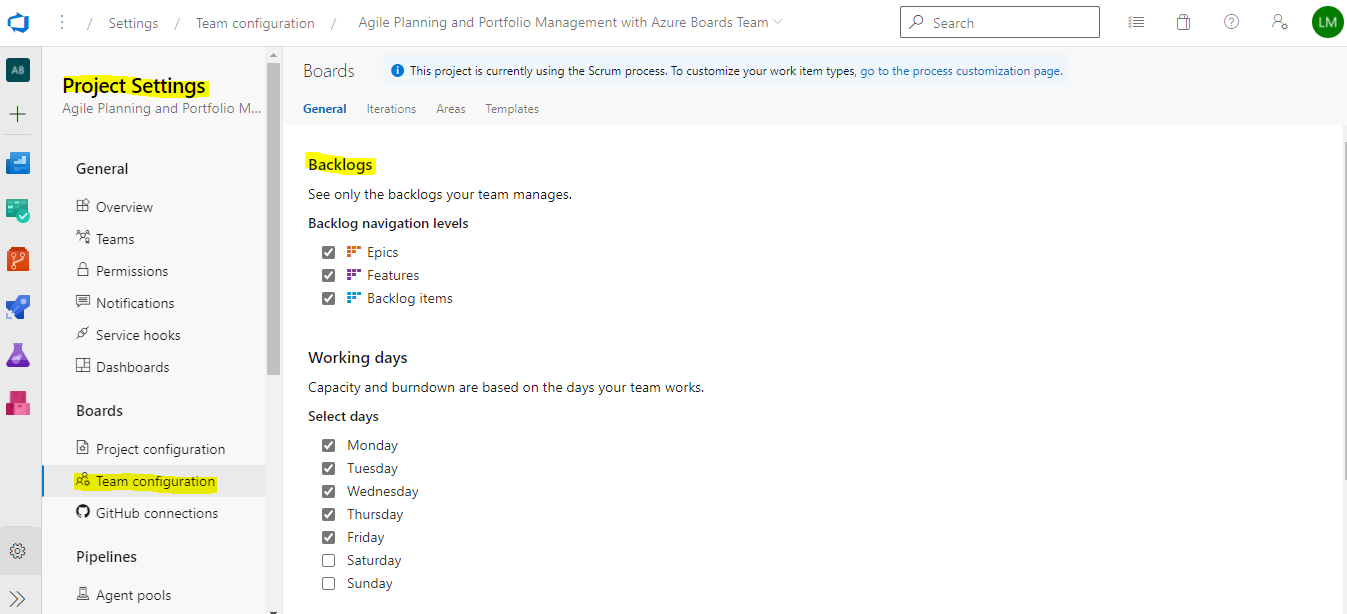 / Settings / Team configuration / Agile Planning and Portfolio Management with Azure Boards Team
Search
LM
AB
Project Settings
Agile Planning and Portfolio M...
General
Overview
Teams
Permissions
Notifications
Service hooks
Dashboards
Boards
Project configuration
Team configuration
GitHub connections
Pipelines
Agent pools
Boards
This project is currently using the Scrum process. To customize your work item types, go to the process customization page.
General Iterations Areas Templates
Backlogs
See only the backlogs your team manages.
Backlog navigation levels
Epics
Features
Backlog items
Working days
Capacity and burndown are based on the days your team works.
Select days
Monday
Tuesday
Wednesday
Thursday
Friday
Saturday
Sunday